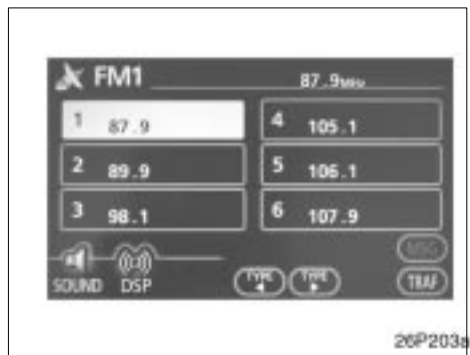 FM1 87.9MHz
1 87.9
2 89.9
3 98.1
4 105.1
5 106.1
6 107.9
MSG
SOUND DSP TYPE TYPE TRAF
26P203a